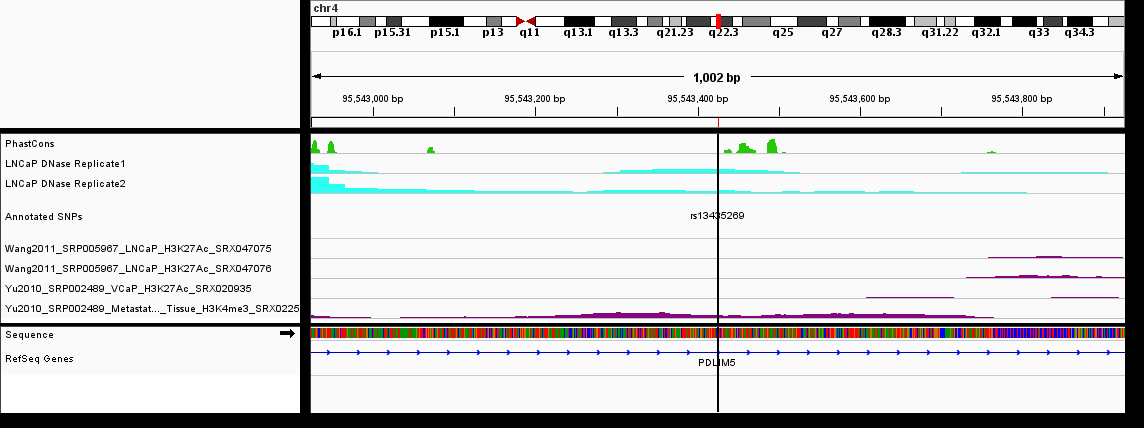 chr4
p16.1 p15.31 p15.1 p13 q11 q13.1 q13.3 q21.23 q22.3 q25 q27 q28.3 q31.22 q32.1 q33 q34.3
1,002 bp
95,543,000 bp 95,543,200 bp 95,543,400 bp 95,543,600 bp 95,543,800 bp
PhastCons
LNCaP DNase Replicate1
LNCaP DNase Replicate2
Annotated SNPs
rs13435269
Wang2011_SRP005967_LNCaP_H3K27Ac_SRX047075
Wang2011_SRP005967_LNCaP_H3K27Ac_SRX047076
Yu2010_SRP002489_VCaP_H3K27Ac_SRX020935
Yu2010_SRP002489_Metastat..._Tissue_H3K4me3_SRX0225
Sequence
RefSeq Genes
PDLIM5